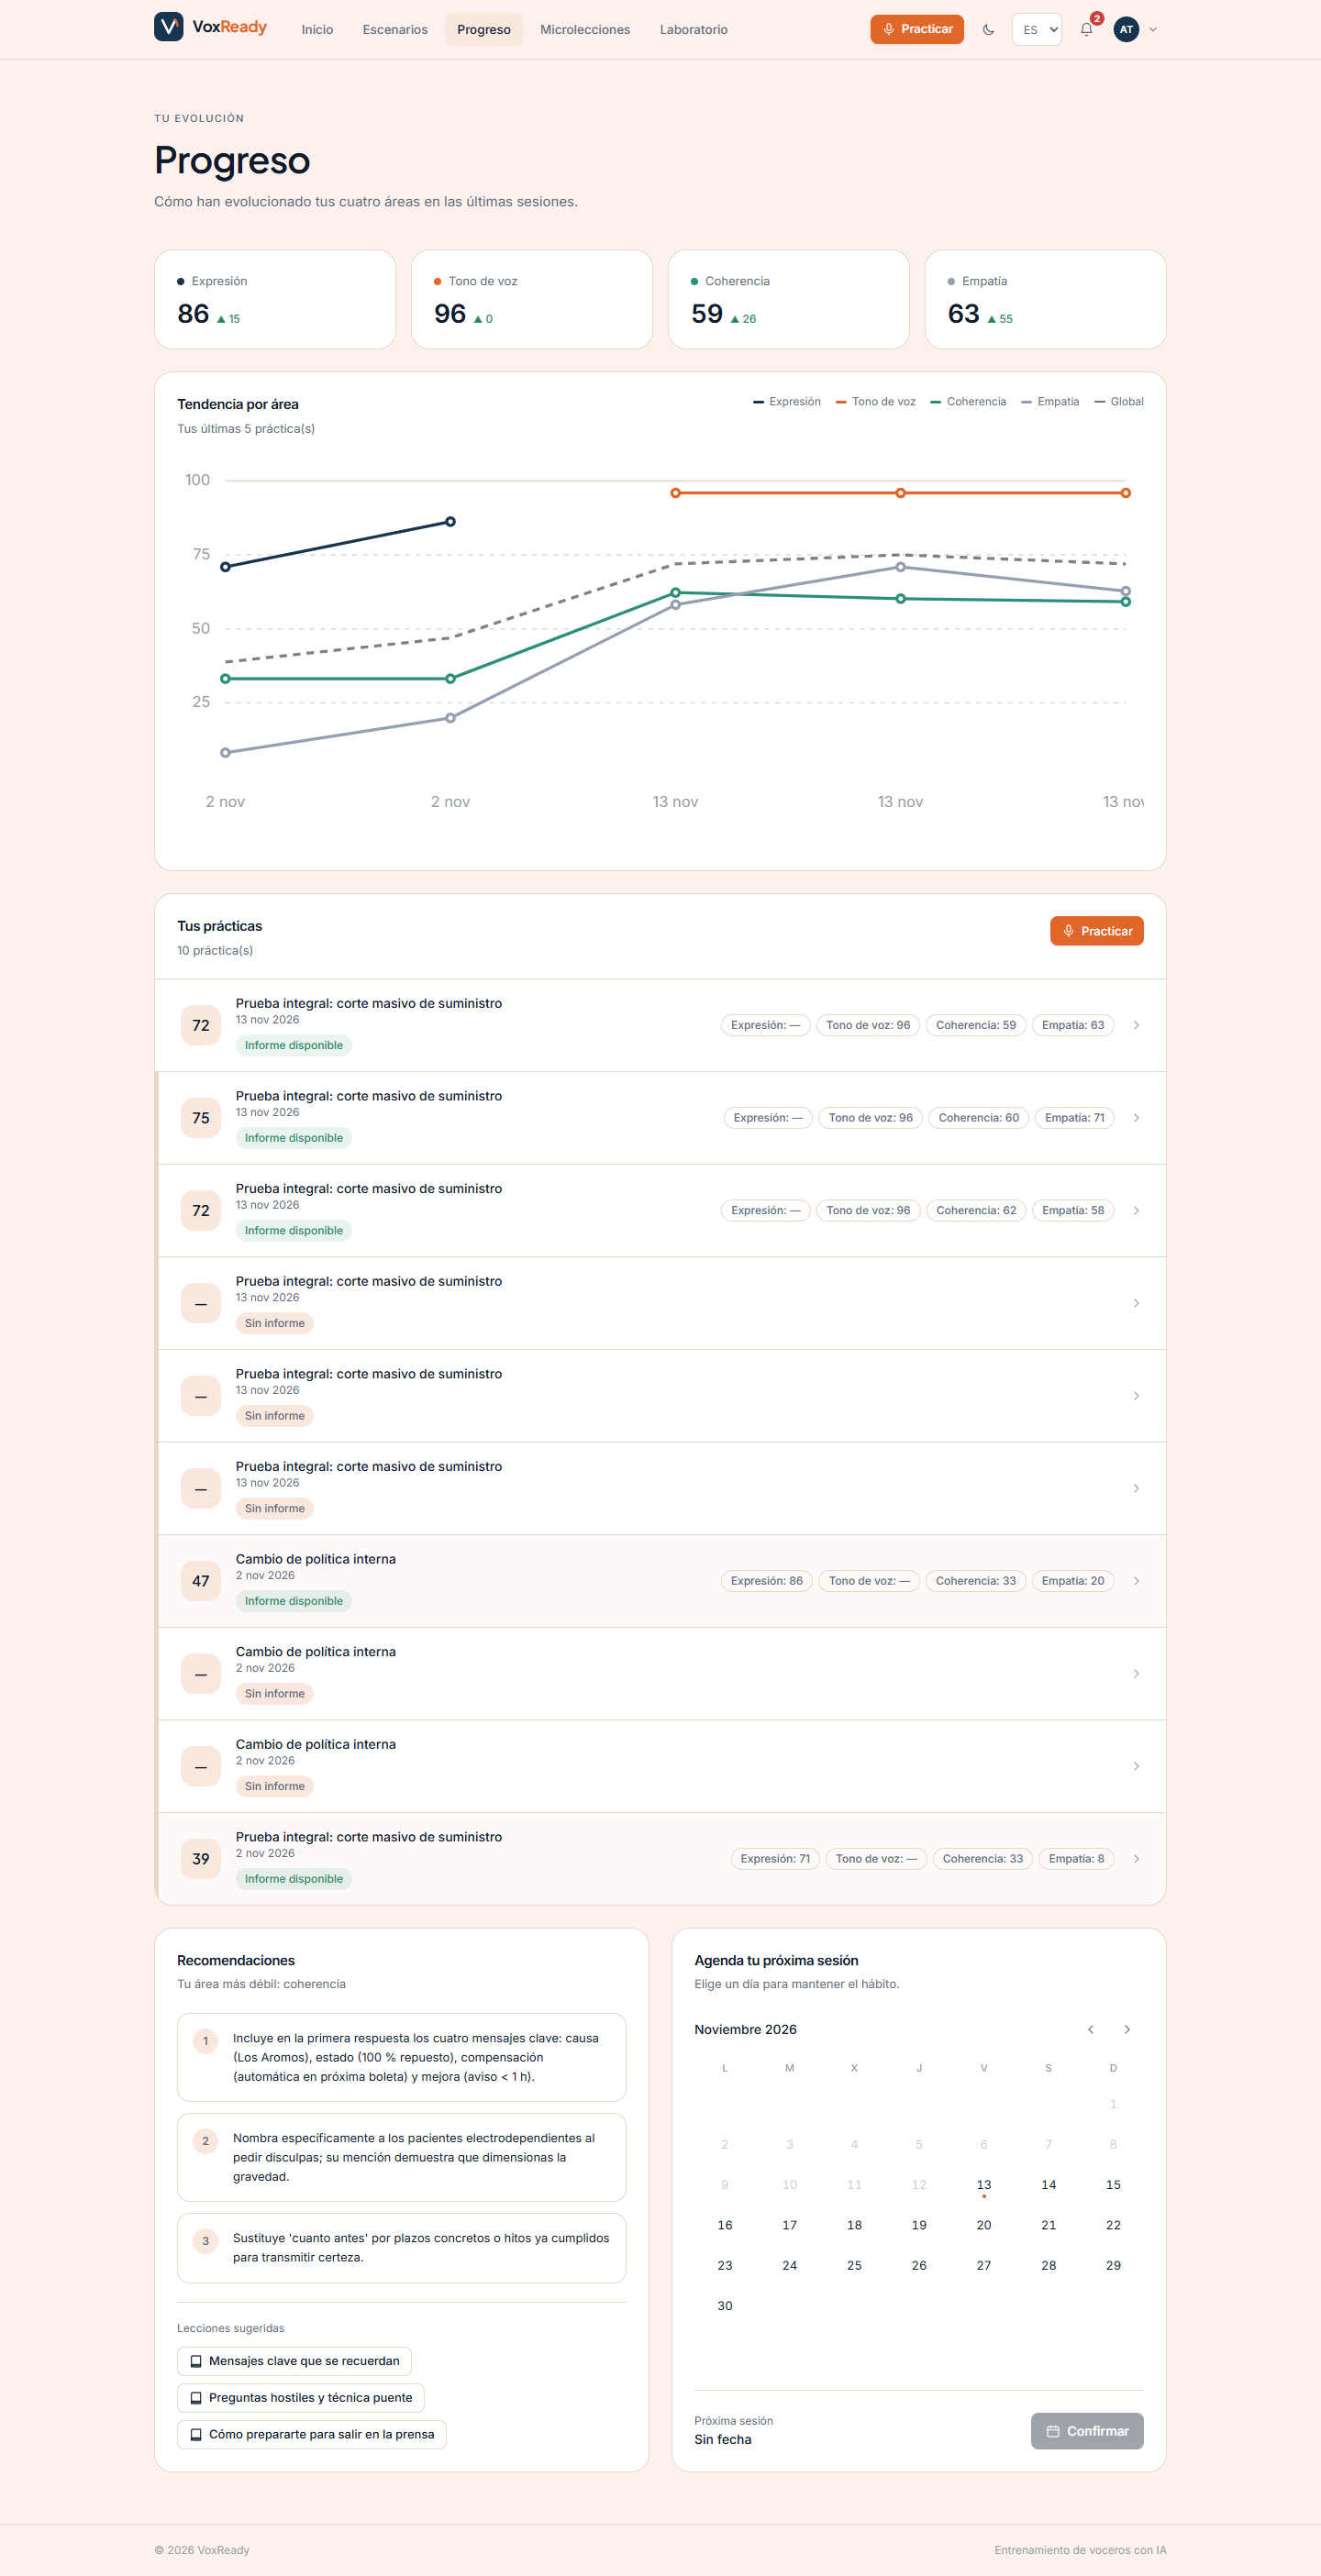 VoxReady
Inicio
Escenarios
Progreso
Microlecciones
Laboratorio
Practicar
ES
2
AT
TU EVOLUCIÓN
Progreso
Cómo han evolucionado tus cuatro áreas en las últimas sesiones.
Expresión
86 ▲ 15
Tono de voz
96 ▲ 0
Coherencia
59 ▲ 26
Empatía
63 ▲ 55
Tendencia por área
Tus últimas 5 práctica(s)
Expresión
Tono de voz
Coherencia
Empatía
Global
100
75
50
25
2 nov
2 nov
13 nov
13 nov
13 nov
Tus prácticas
10 práctica(s)
Practicar
72
Prueba integral: corte masivo de suministro
13 nov 2026
Informe disponible
Expresión: —
Tono de voz: 96
Coherencia: 59
Empatía: 63
75
Prueba integral: corte masivo de suministro
13 nov 2026
Informe disponible
Expresión: —
Tono de voz: 96
Coherencia: 60
Empatía: 71
72
Prueba integral: corte masivo de suministro
13 nov 2026
Informe disponible
Expresión: —
Tono de voz: 96
Coherencia: 62
Empatía: 58
—
Prueba integral: corte masivo de suministro
13 nov 2026
Sin informe
—
Prueba integral: corte masivo de suministro
13 nov 2026
Sin informe
—
Prueba integral: corte masivo de suministro
13 nov 2026
Sin informe
47
Cambio de política interna
2 nov 2026
Informe disponible
Expresión: 86
Tono de voz: —
Coherencia: 33
Empatía: 20
—
Cambio de política interna
2 nov 2026
Sin informe
—
Cambio de política interna
2 nov 2026
Sin informe
39
Prueba integral: corte masivo de suministro
2 nov 2026
Informe disponible
Expresión: 71
Tono de voz: —
Coherencia: 33
Empatía: 8
Recomendaciones
Tu área más débil: coherencia
1
Incluye en la primera respuesta los cuatro mensajes clave: causa
(Los Aromos), estado (100 % repuesto), compensación
(automática en próxima boleta) y mejora (aviso < 1 h).
2
Nombra específicamente a los pacientes electrodependientes al
pedir disculpas; su mención demuestra que dimensionas la
gravedad.
3
Sustituye 'cuanto antes' por plazos concretos o hitos ya cumplidos
para transmitir certeza.
Lecciones sugeridas
Mensajes clave que se recuerdan
Preguntas hostiles y técnica puente
Cómo prepararte para salir en la prensa
Agenda tu próxima sesión
Elige un día para mantener el hábito.
Noviembre 2026
L M X J V S D
1
2 3 4 5 6 7 8
9 10 11 12 13 14 15
16 17 18 19 20 21 22
23 24 25 26 27 28 29
30
Próxima sesión
Sin fecha
Confirmar
© 2026 VoxReady
Entrenamiento de voceros con IA